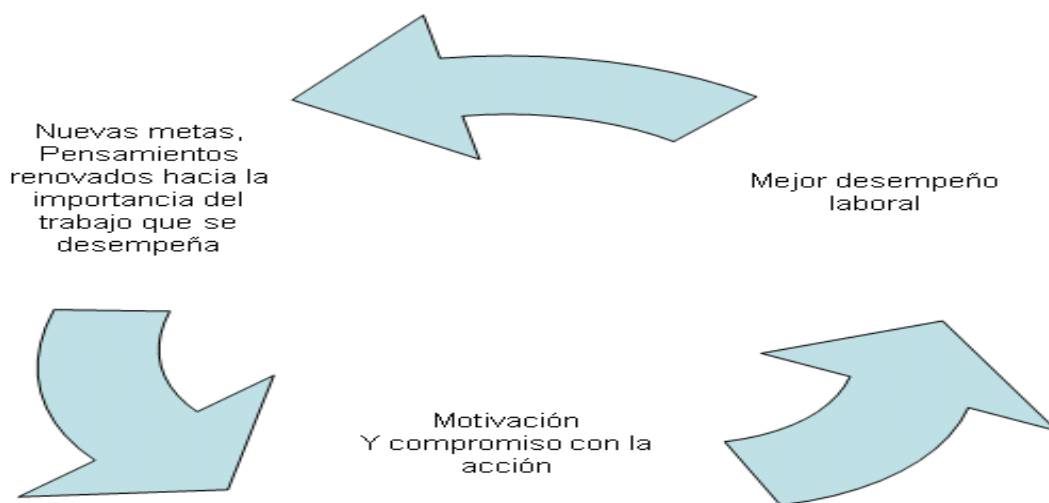 Nuevas metas,
Pensamientos
renovados hacia la
importancia del
trabajo que se
desempeña
Mejor desempeño
laboral
Motivación
Y compromiso con la
acción